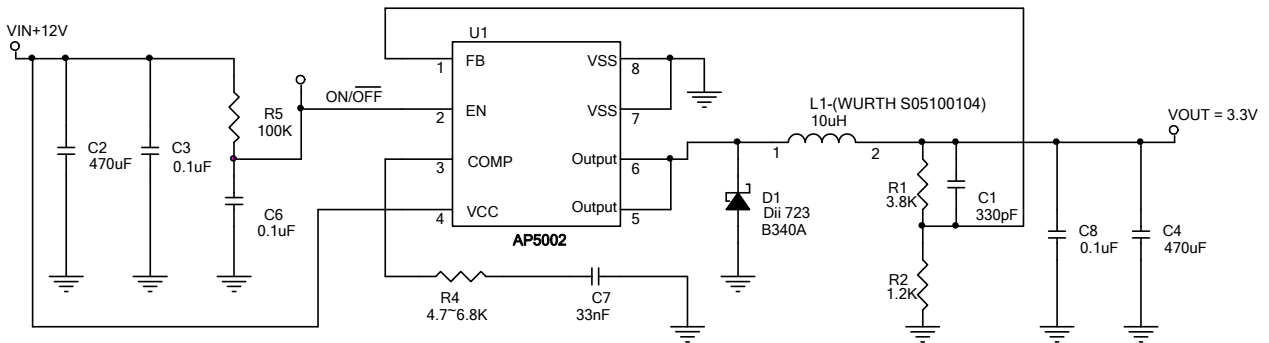 VIN+12V
U1
1
FB
VSS
8
ON/OFF
2
EN
VSS
7
3
COMP
Output
6
4
VCC
Output
5
AP5002
R5
100K
C2
470uF
C3
0.1uF
C6
0.1uF
R4
4.7~6.8K
C7
33nF
L1-(WURTH S05100104)
10uH
1
2
D1
Dii 723
B340A
R1
3.8K
C1
330pF
R2
1.2K
C8
0.1uF
C4
470uF
VOUT = 3.3V